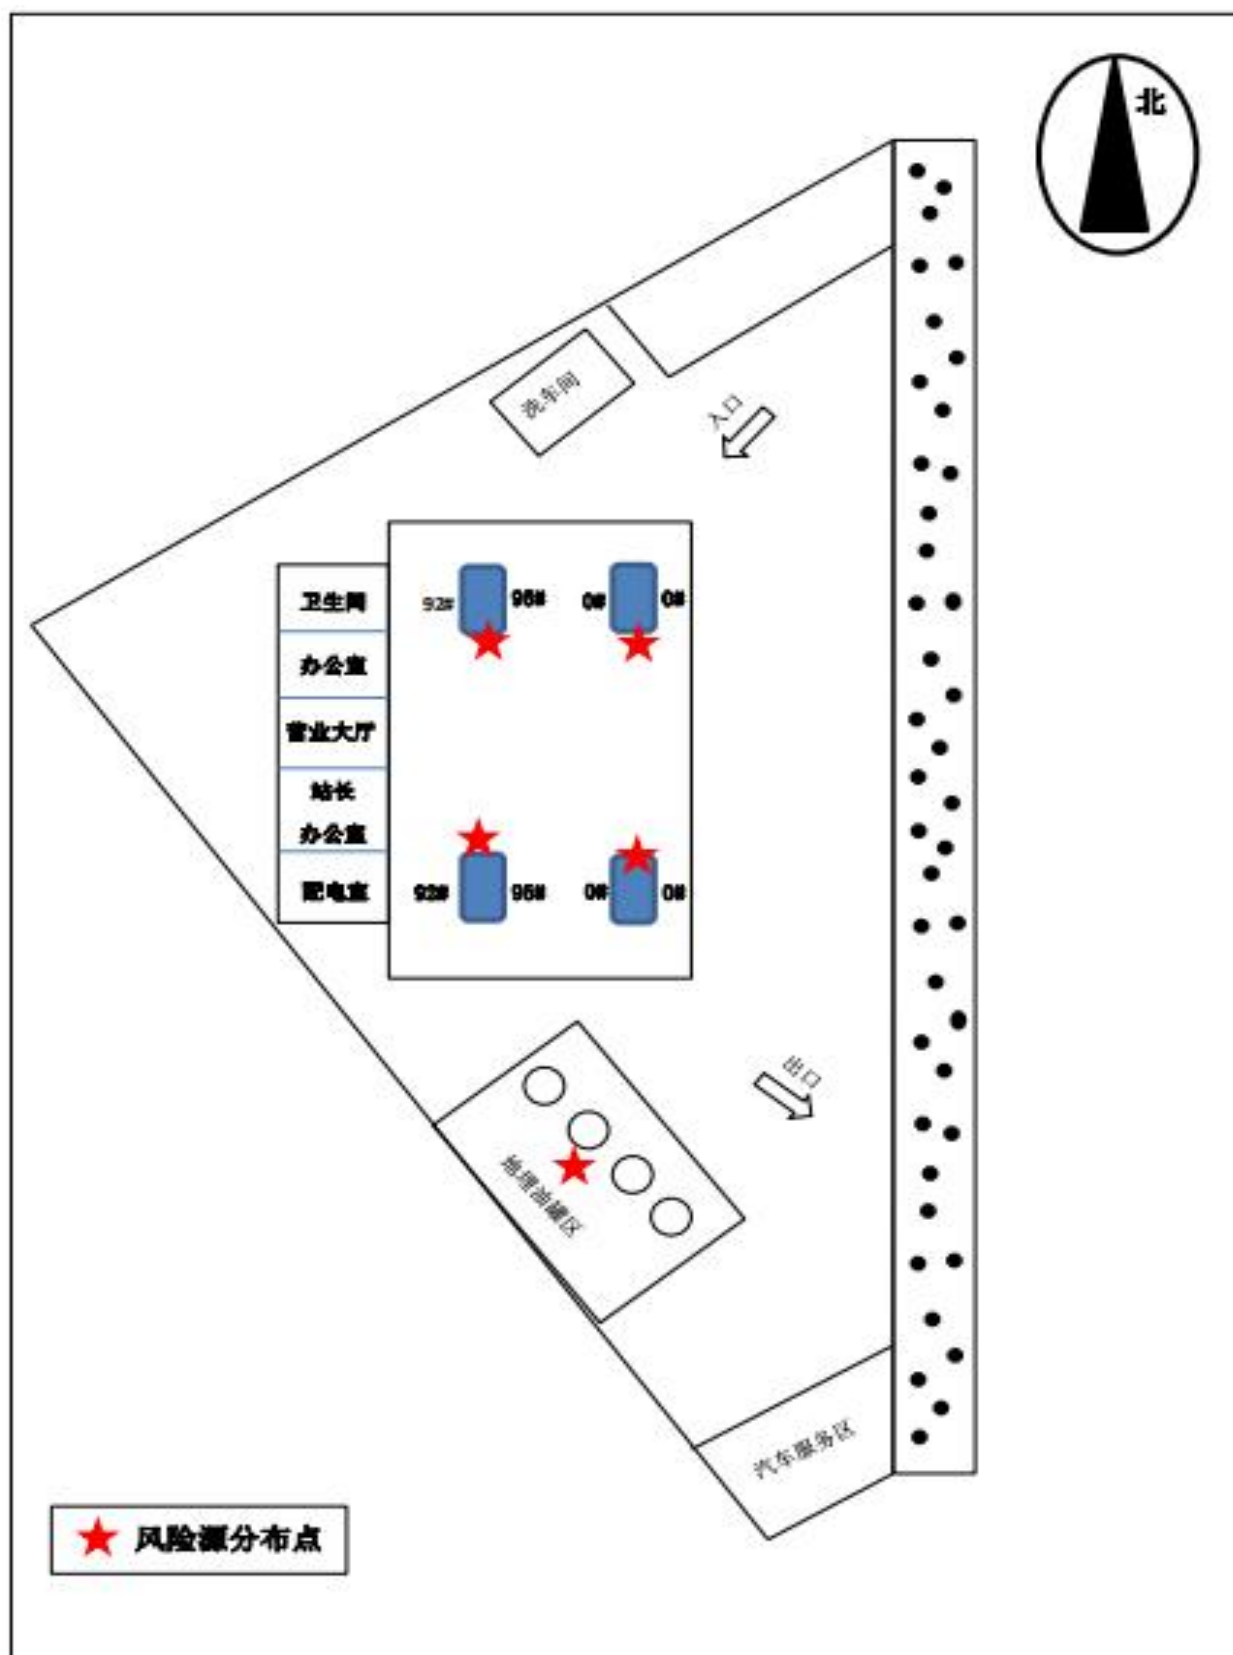 北
洗车间
入口
卫生间
92#
95#
0#
0#
办公室
营业大厅
站长
办公室
配电室
92#
95#
0#
0#
出口
地埋油罐区
汽车服务区
风险源分布点